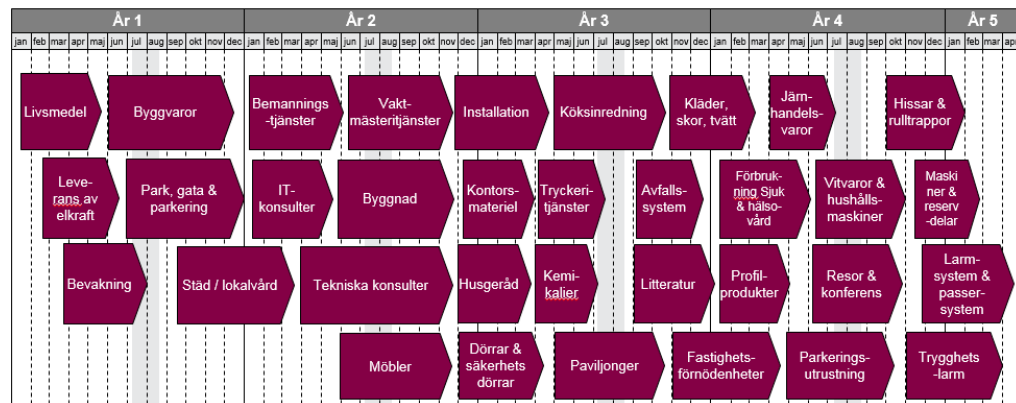 År 1 År 2 År 3 År 4 År 5
jan feb mar apr maj jun jul aug sep okt nov dec jan feb mar apr maj jun jul aug sep okt nov dec jan feb mar apr maj jun jul aug sep okt nov dec jan feb mar apr maj jun jul aug sep okt nov dec jan feb mar apr
Livsmedel
Byggvaror
Bemannings
-tjänster
Vakt-
mästeritjänster
Installation
Köksinredning
Kläder,
skor, tvätt
Järn-
handels-
varor
Hissar &
rulltrappor
Leve-
rans av
elkraft
Park, gata &
parkering
IT-
konsulter
Byggnad
Kontors-
materiel
Tryckeri-
tjänster
Avfalls-
system
Förbruk-
ning Sjuk
& hälso-
vård
Vitvaror &
hushålls-
maskiner
Maski
ner &
reserv
-delar
Bevakning
Städ / lokalvård
Tekniska konsulter
Husgeråd
Kemi-
kalier
Litteratur
Profil-
produkter
Resor &
konferens
Larm-
system &
passer-
system
Möbler
Dörrar &
säkerhets
dörrar
Paviljonger
Fastighets-
förnödenheter
Parkerings-
utrustning
Trygghets
-larm